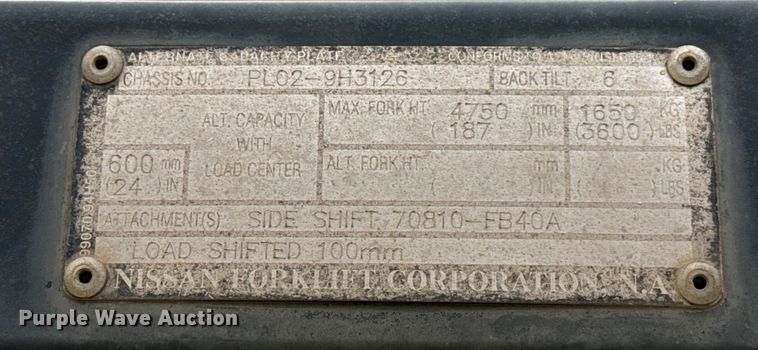 ALTERNATE CAPACITY PLATE
CHASSIS NO. PL02-9H3126 BACK TILT 6
ALT. CAPACITY WITH LOAD CENTER
MAX. FORK HT. 4750 mm 1650 KG
(187) IN (3600) LBS
600 mm ALT. FORK HT. mm KG
(24) IN ( ) IN ( ) LBS
ATTACHMENT(S) SIDE SHIFT 70810-FB40A
LOAD SHIFTED 100mm
NISSAN FORKLIFT CORPORATION, N.A.
Purple Wave Auction